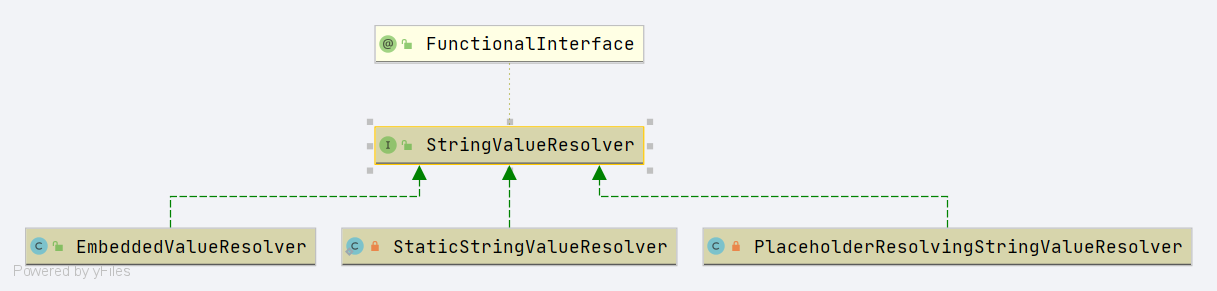 @ FunctionalInterface
I StringValueResolver
C EmbeddedValueResolver
C StaticStringValueResolver
C PlaceholderResolvingStringValueResolver
Powered by yFiles